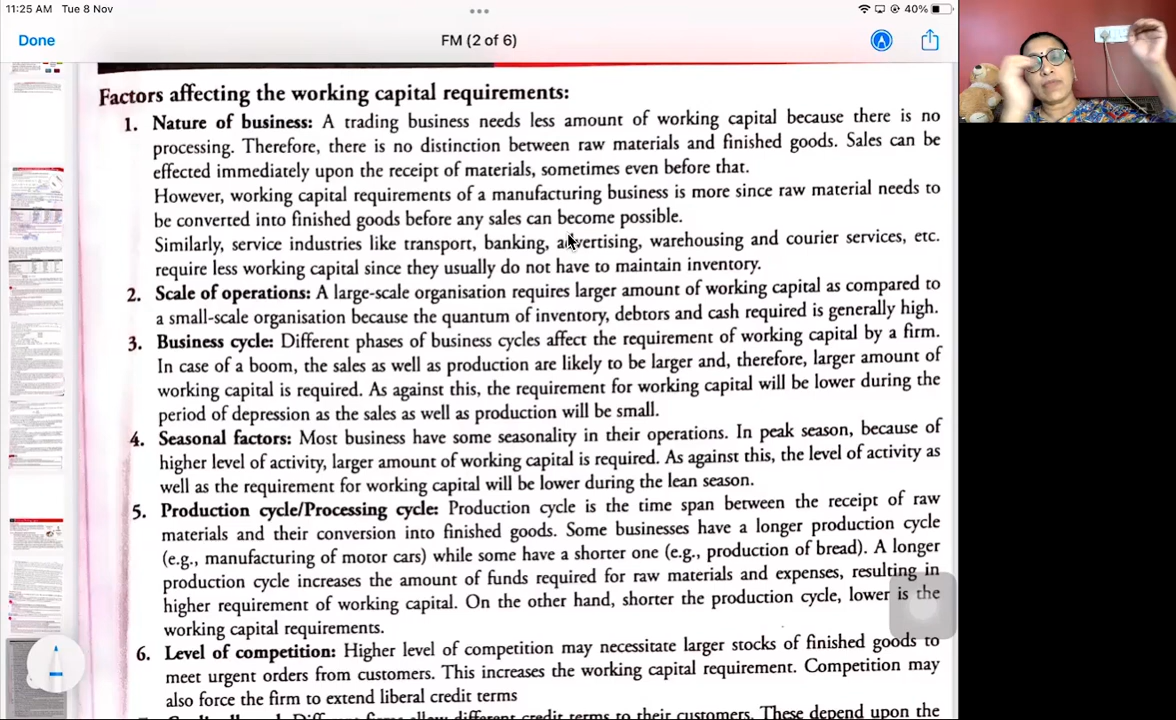 11:25 AM Tue 8 Nov
40%
Done
FM (2 of 6)
Factors affecting the working capital requirements:
1. Nature of business: A trading business needs less amount of working capital because there is no
processing. Therefore, there is no distinction between raw materials and finished goods. Sales can be
effected immediately upon the receipt of materials, sometimes even before that.
However, working capital requirements of a manufacturing business is more since raw material needs to
be converted into finished goods before any sales can become possible.
Similarly, service industries like transport, banking, advertising, warehousing and courier services, etc.
require less working capital since they usually do not have to maintain inventory.
2. Scale of operations: A large-scale organisation requires larger amount of working capital as compared to
a small-scale organisation because the quantum of inventory, debtors and cash required is generally high.
3. Business cycle: Different phases of business cycles affect the requirement of working capital by a firm.
In case of a boom, the sales as well as production are likely to be larger and, therefore, larger amount of
working capital is required. As against this, the requirement for working capital will be lower during the
period of depression as the sales as well as production will be small.
4. Seasonal factors: Most business have some seasonality in their operations. In peak season, because of
higher level of activity, larger amount of working capital is required. As against this, the level of activity as
well as the requirement for working capital will be lower during the lean season.
5. Production cycle/Processing cycle: Production cycle is the time span between the receipt of raw
materials and their conversion into finished goods. Some businesses have a longer production cycle
(e.g., manufacturing of motor cars) while some have a shorter one (e.g., production of bread). A longer
production cycle increases the amount of funds required for raw materials and expenses, resulting in
higher requirement of working capital. On the other hand, shorter the production cycle, lower is the
working capital requirements.
6. Level of competition: Higher level of competition may necessitate larger stocks of finished goods to
meet urgent orders from customers. This increases the working capital requirement. Competition may
also force the firm to extend liberal credit terms
different credit terms to their customers. These depend upon the